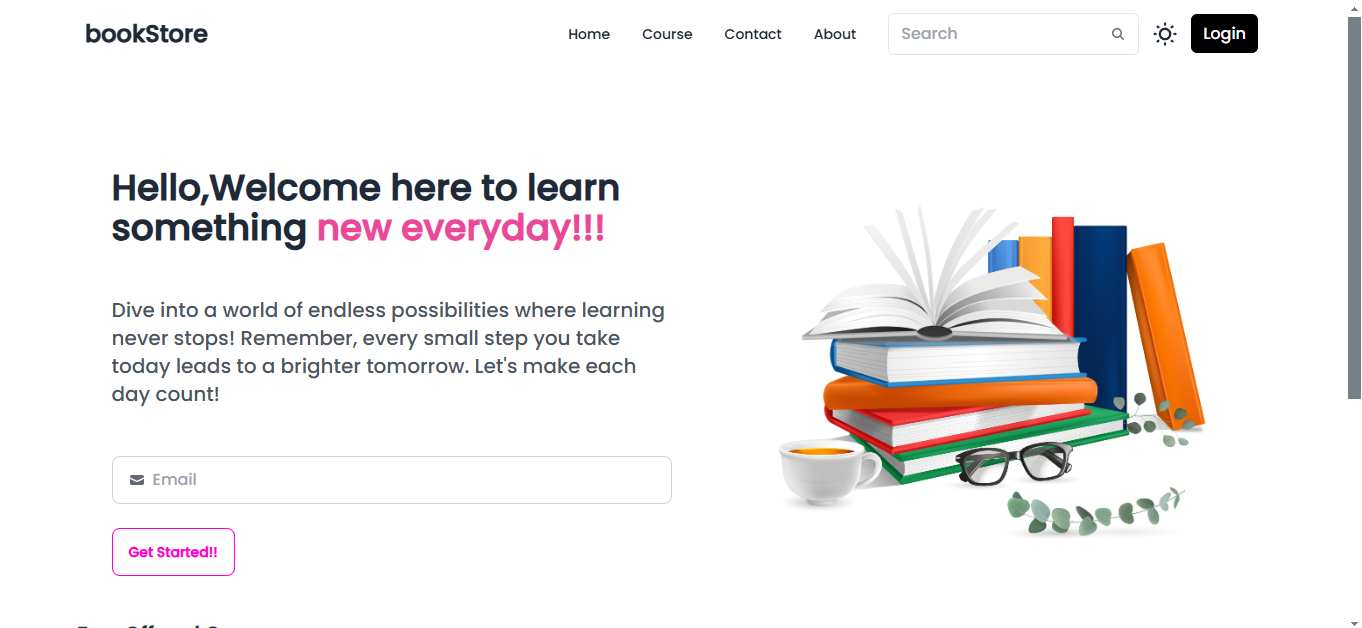 bookStore
Home
Course
Contact
About
Search
Login
Hello,Welcome here to learn
something new everyday!!!
Dive into a world of endless possibilities where learning
never stops! Remember, every small step you take
today leads to a brighter tomorrow. Let's make each
day count!
Email
Get Started!!